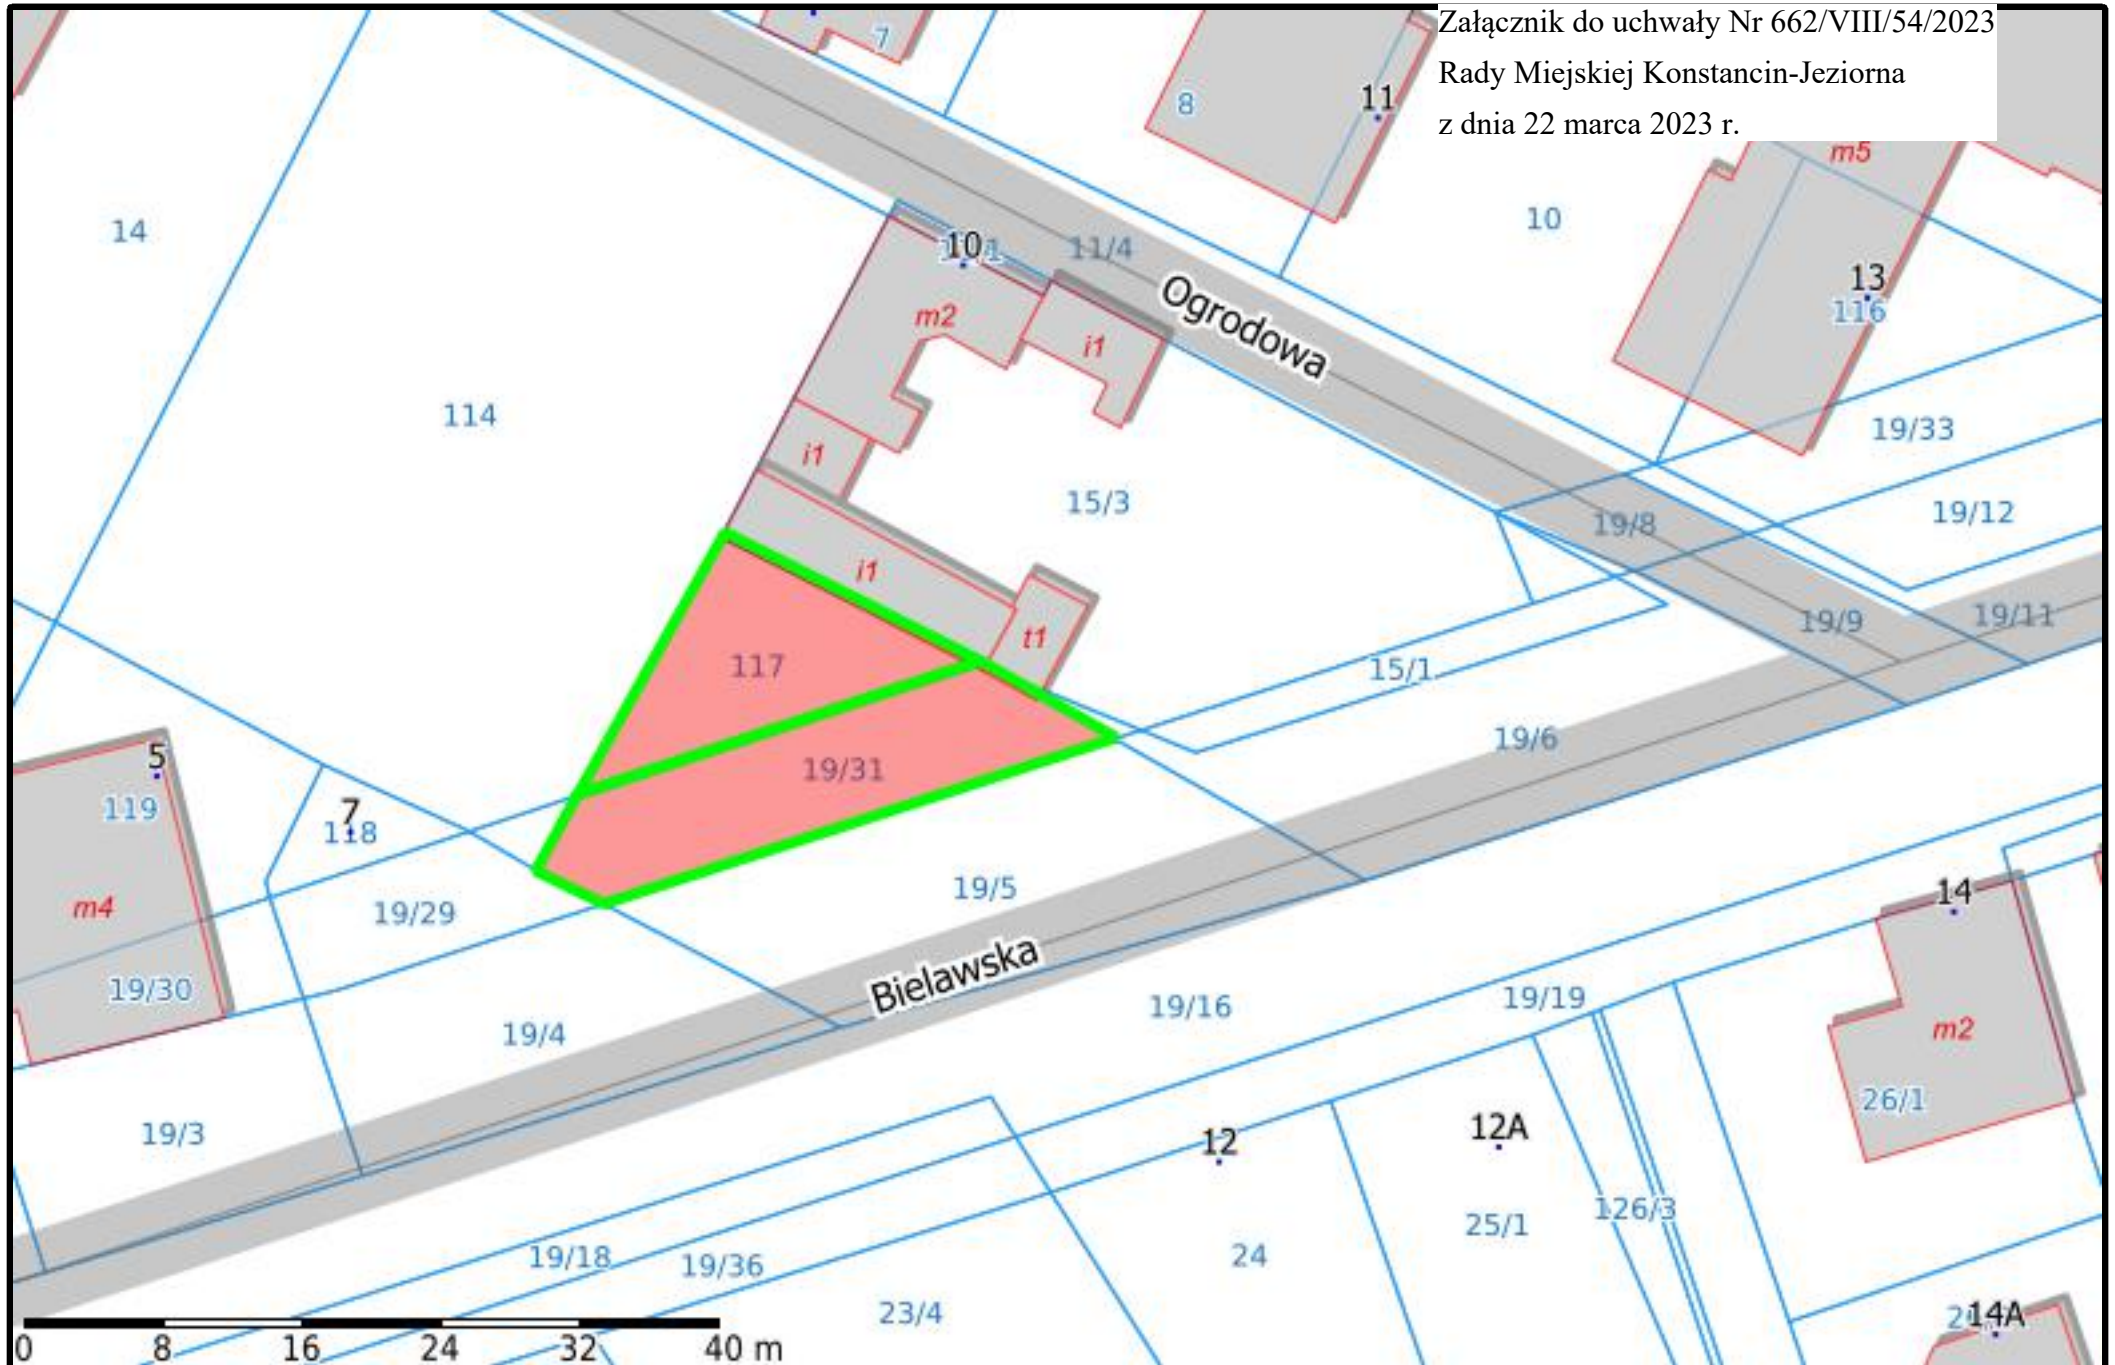 Załącznik do uchwały Nr 662/VIII/54/2023
Rady Miejskiej Konstancin-Jeziorna
z dnia 22 marca 2023 r.
7
8
11
10
m5
13
116
14
10
11/4
Ogrodowa
m2
i1
114
i1
15/3
19/33
19/12
19/8
i1
t1
19/9
19/11
117
15/1
19/31
19/6
5
119
7
118
m4
19/29
19/5
14
19/30
19/4
Bielawska
19/16
19/19
m2
26/1
19/3
12
12A
126/3
25/1
24
19/18
19/36
23/4
14A
0 8 16 24 32 40 m